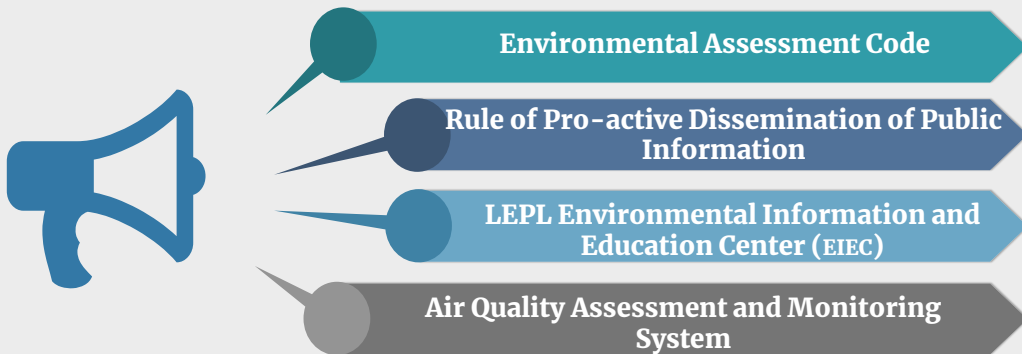 Environmental Assessment Code
Rule of Pro-active Dissemination of Public
Information
LEPL Environmental Information and
Education Center (EIEC)
Air Quality Assessment and Monitoring
System